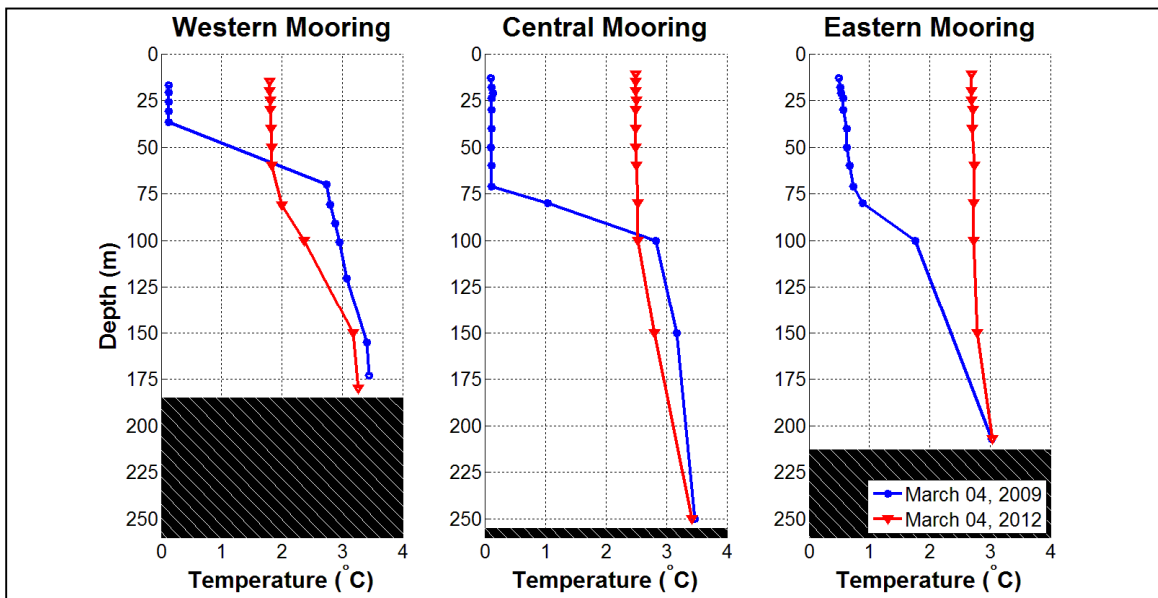 Western Mooring
Central Mooring
Eastern Mooring
Depth (m)
0
25
50
75
100
125
150
175
200
225
250
0 1 2 3 4
Temperature (°C)
0
25
50
75
100
125
150
175
200
225
250
0 1 2 3 4
Temperature (°C)
0
25
50
75
100
125
150
175
200
225
250
0 1 2 3 4
Temperature (°C)
March 04, 2009
March 04, 2012